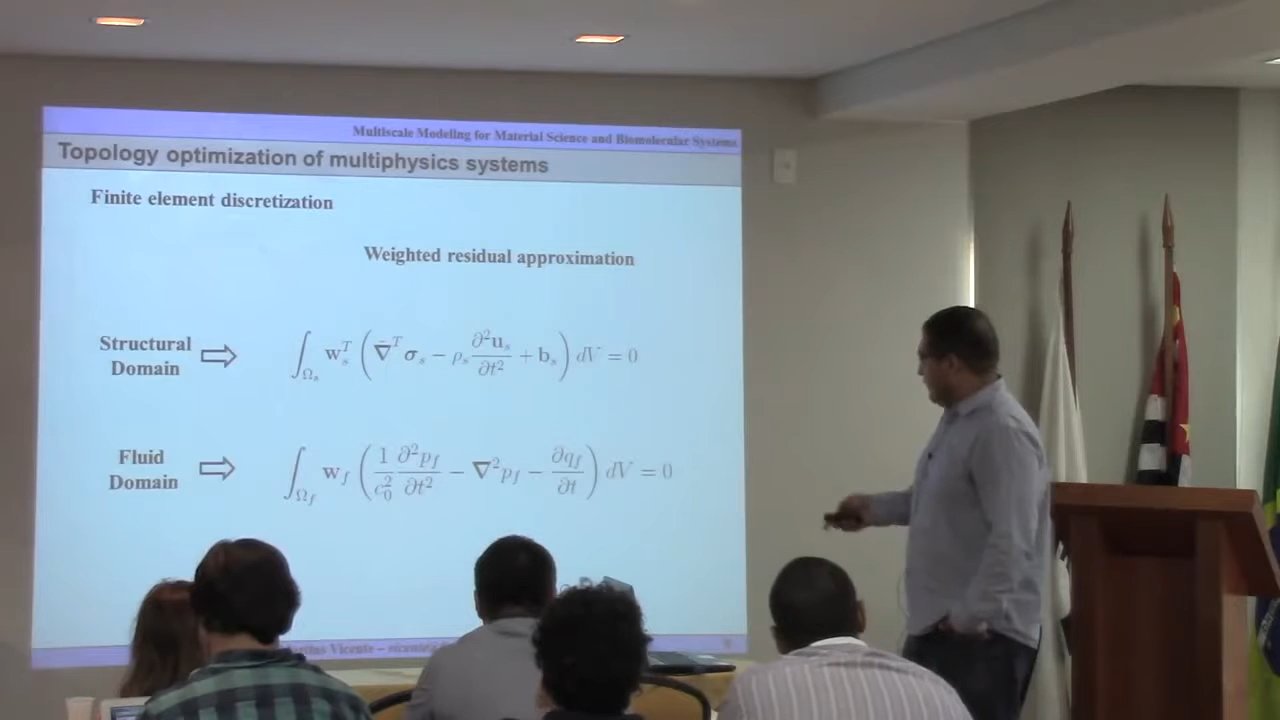 Multiscale Modeling for Material Science and Biomolecular Systems
Topology optimization of multiphysics systems
Finite element discretization
Weighted residual approximation
Structural
Domain
∫_{Ω_s} w_s^T ( ∇̄^T σ_s − ρ_s ∂²u_s/∂t² + b_s ) dV = 0
Fluid
Domain
∫_{Ω_f} w_f ( 1/c_0² ∂²p_f/∂t² − ∇²p_f − ∂q_f/∂t ) dV = 0
Vicente –